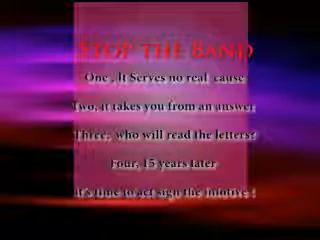 Stop the Band
One , It Serves no real cause
Two, it takes you from an answer
Three, who will read the letters?
Four, 15 years later
It's time to act sign the !